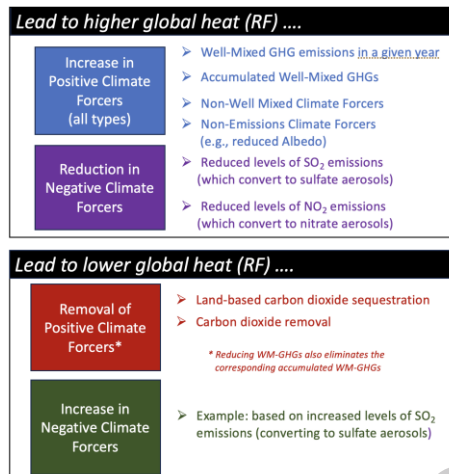 Lead to higher global heat (RF) ....
Increase in
Positive Climate
Forcers
(all types)
➢ Well-Mixed GHG emissions in a given year
➢ Accumulated Well-Mixed GHGs
➢ Non-Well Mixed Climate Forcers
➢ Non-Emissions Climate Forcers
(e.g., reduced Albedo)
Reduction in
Negative Climate
Forcers
➢ Reduced levels of SO₂ emissions
(which convert to sulfate aerosols)
➢ Reduced levels of NO₂ emissions
(which convert to nitrate aerosols)
Lead to lower global heat (RF) ....
Removal of
Positive Climate
Forcers*
➢ Land-based carbon dioxide sequestration
➢ Carbon dioxide removal
* Reducing WM-GHGs also eliminates the
corresponding accumulated WM-GHGs
Increase in
Negative Climate
Forcers
➢ Example: based on increased levels of SO₂
emissions (converting to sulfate aerosols)